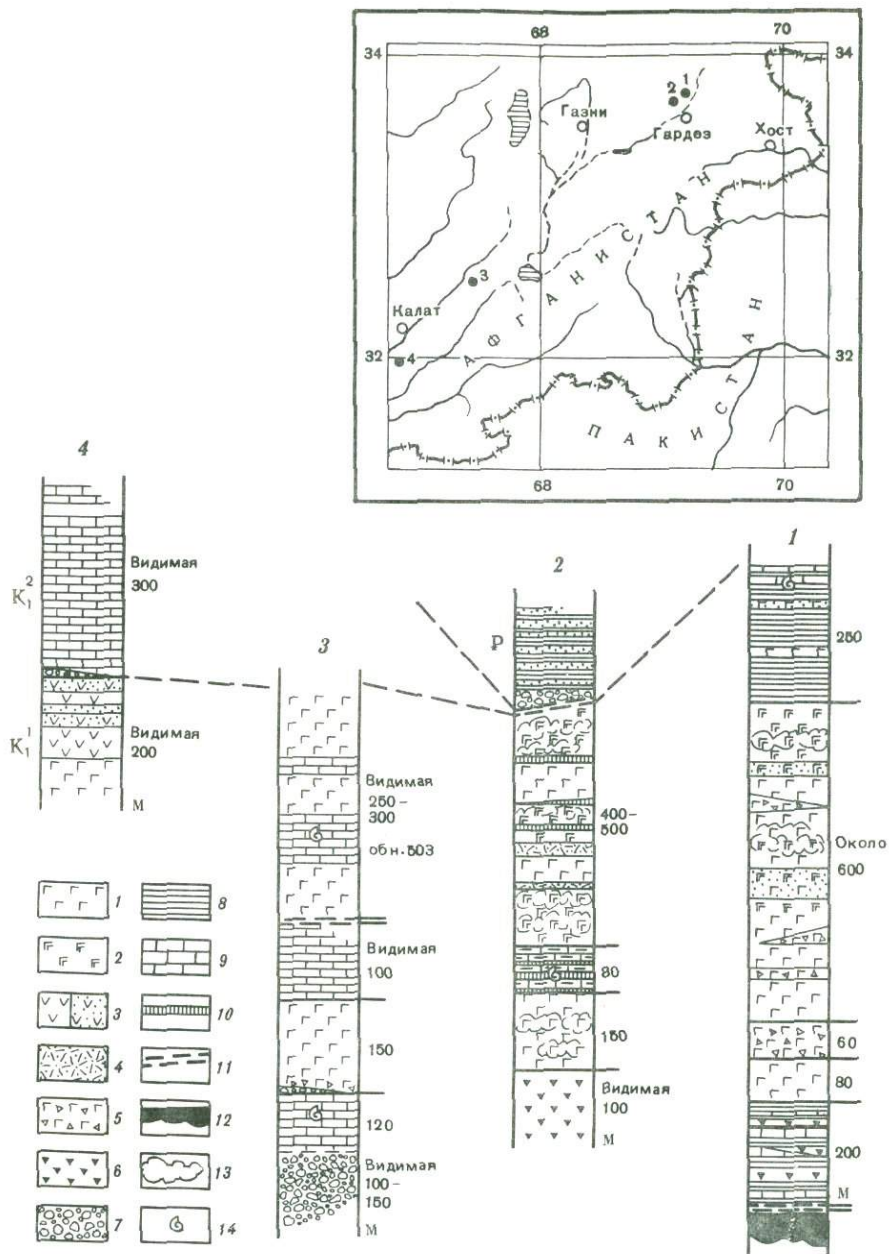 68
70
34
34
1
2
Газни
Гардез
Хост
3
Калат
4
32
32
АФГАНИСТАН
ПАКИСТАН
68
70
4
Видимая
300
K₁²
Видимая
200
K₁¹
М
3
Видимая
250–
300
обн. 503
Видимая
100
150
120
Видимая
100–
150
М
2
P
400–
500
80
150
Видимая
100
М
1
250
Около
600
60
80
200
М
1
2
3
4
5
6
7
8
9
10
11
12
13
14